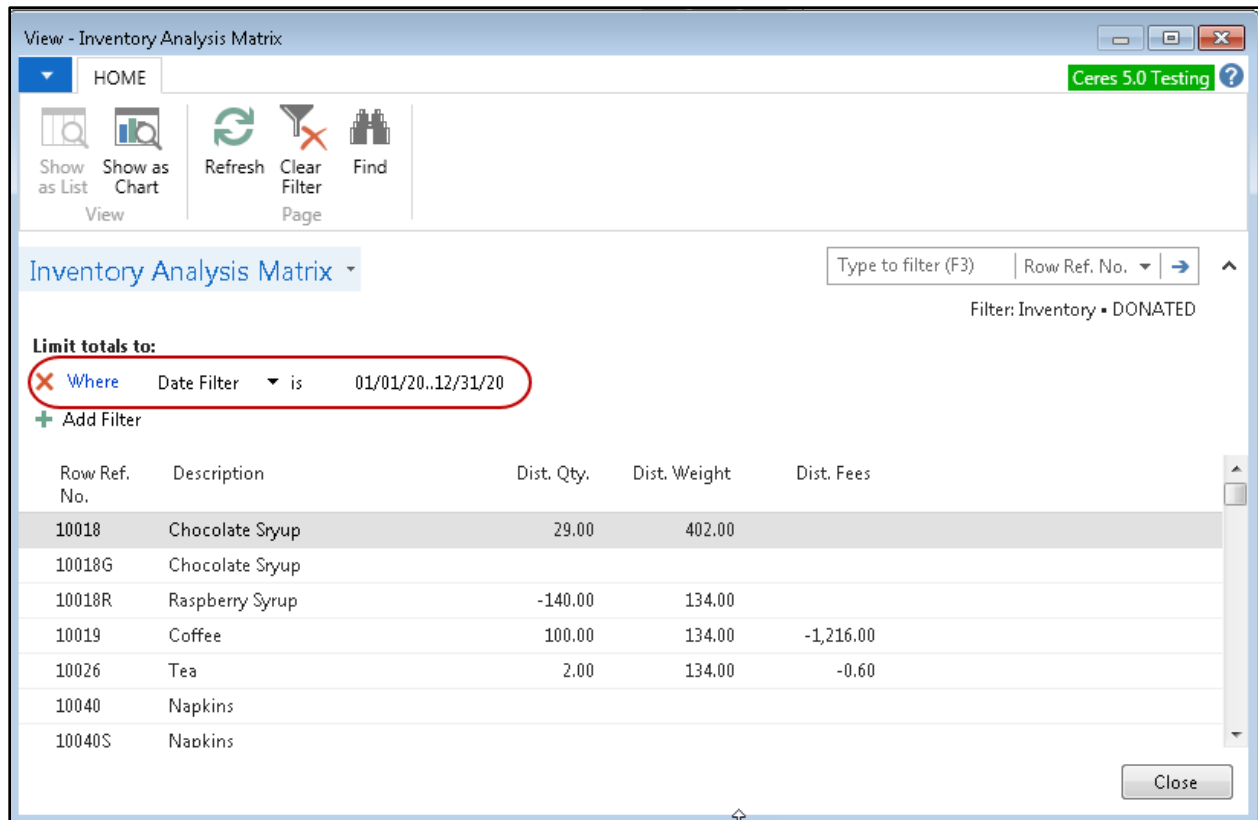 View - Inventory Analysis Matrix
HOME
Ceres 5.0 Testing ?
Show as List
Show as Chart
Refresh
Clear Filter
Find
View
Page
Inventory Analysis Matrix
Type to filter (F3) Row Ref. No.
Filter: Inventory • DONATED
Limit totals to:
Where Date Filter is 01/01/20..12/31/20
Add Filter
Row Ref. No. Description Dist. Qty. Dist. Weight Dist. Fees
10018 Chocolate Sryup 29.00 402.00
10018G Chocolate Sryup
10018R Raspberry Syrup -140.00 134.00
10019 Coffee 100.00 134.00 -1,216.00
10026 Tea 2.00 134.00 -0.60
10040 Napkins
10040S Napkins
Close